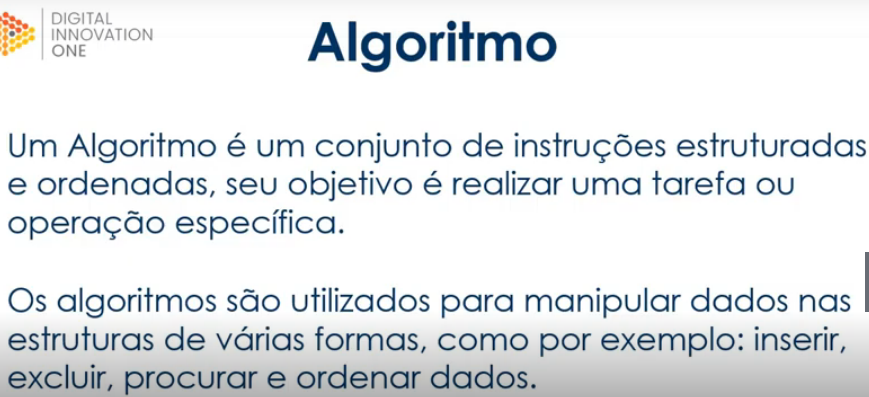 DIGITAL
INNOVATION
ONE
Algoritmo
Um Algoritmo é um conjunto de instruções estruturadas
e ordenadas, seu objetivo é realizar uma tarefa ou
operação específica.
Os algoritmos são utilizados para manipular dados nas
estruturas de várias formas, como por exemplo: inserir,
excluir, procurar e ordenar dados.